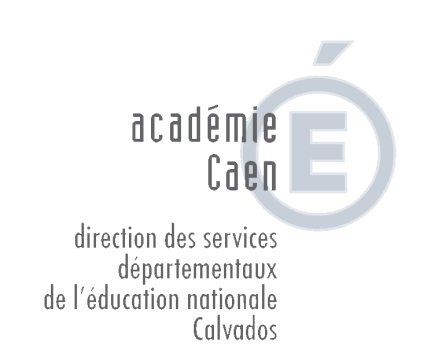 académie
Caen
É
direction des services
départementaux
de l'éducation nationale
Calvados